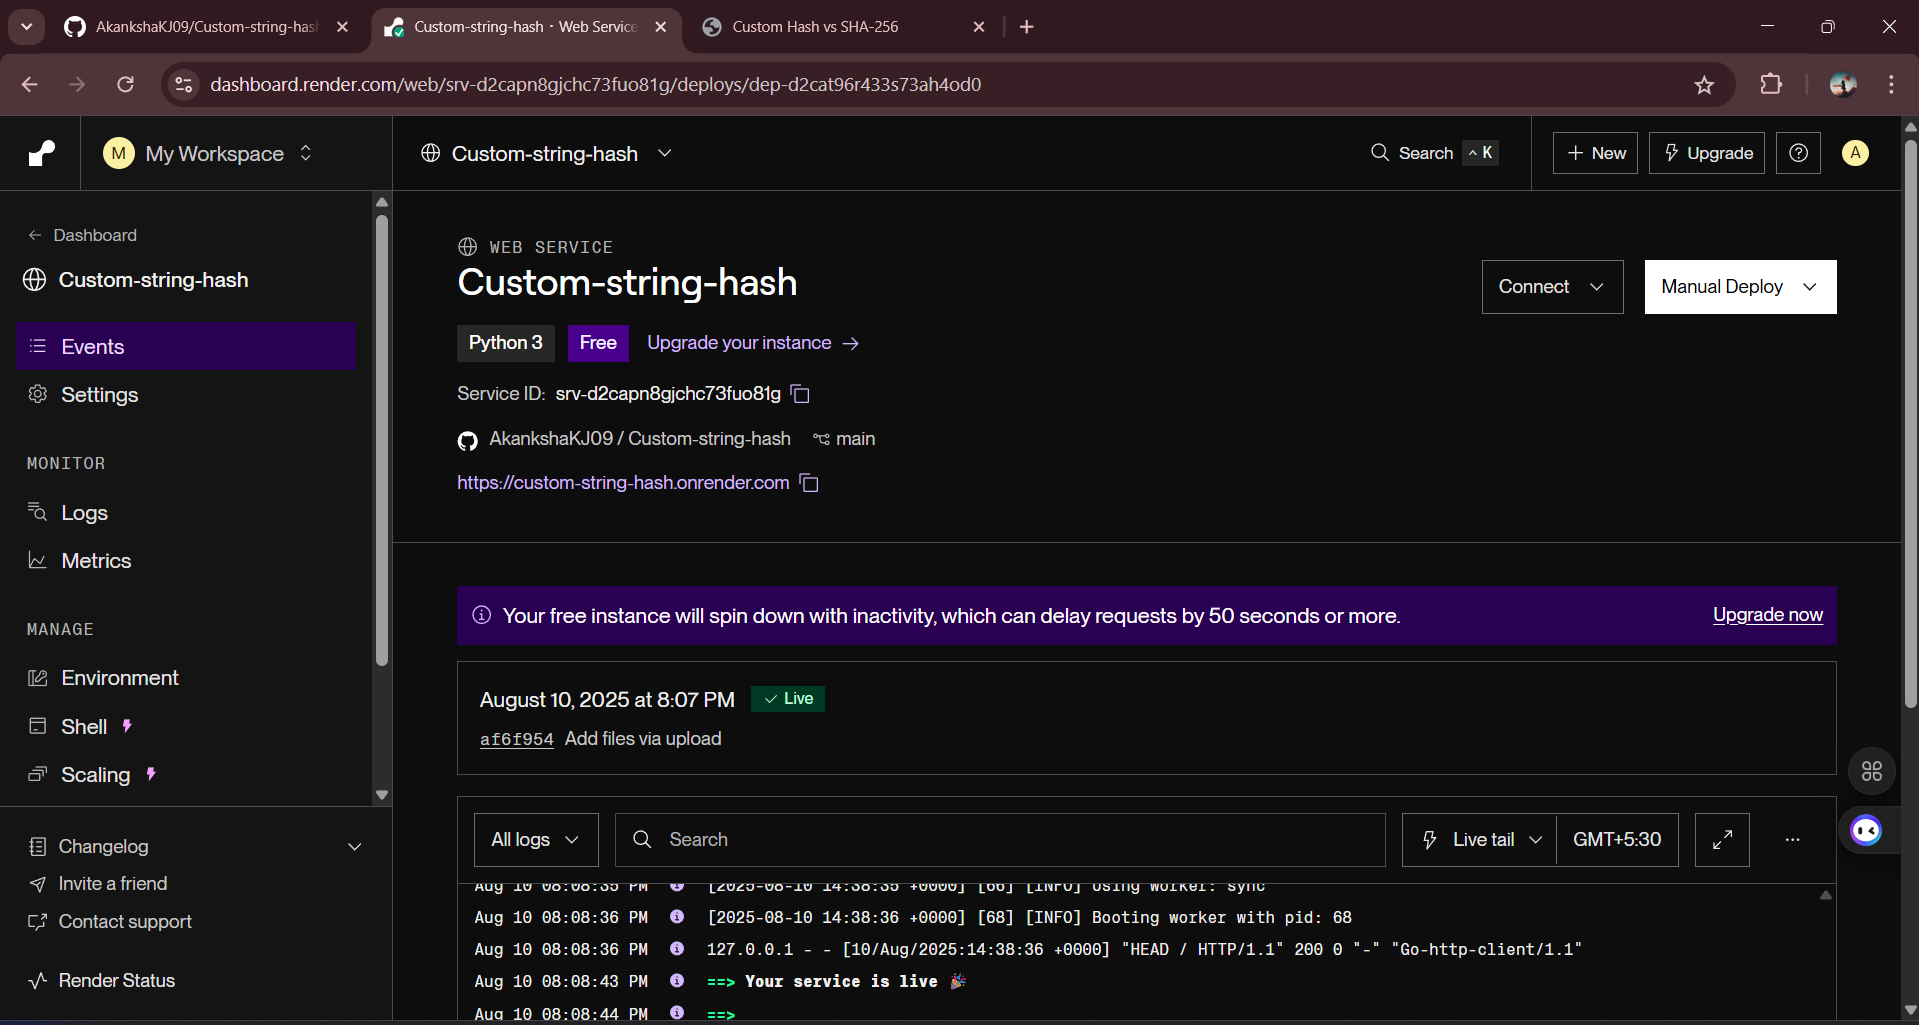 AkankshaKJ09/Custom-string-has
Custom-string-hash · Web Service
Custom Hash vs SHA-256
dashboard.render.com/web/srv-d2capn8gjchc73fuo81g/deploys/dep-d2cat96r433s73ah4od0
M My Workspace
Custom-string-hash
Search ^ K
+ New
Upgrade
A
Dashboard
Custom-string-hash
Events
Settings
MONITOR
Logs
Metrics
MANAGE
Environment
Shell
Scaling
Changelog
Invite a friend
Contact support
Render Status
WEB SERVICE
Custom-string-hash
Connect
Manual Deploy
Python 3 Free Upgrade your instance →
Service ID: srv-d2capn8gjchc73fuo81g
AkankshaKJ09 / Custom-string-hash main
https://custom-string-hash.onrender.com
Your free instance will spin down with inactivity, which can delay requests by 50 seconds or more.
Upgrade now
August 10, 2025 at 8:07 PM ✓ Live
af6f954 Add files via upload
All logs
Search
Live tail
GMT+5:30
Aug 10 08:08:35 PM [2025-08-10 14:38:35 +0000] [66] [INFO] Using worker: sync
Aug 10 08:08:36 PM [2025-08-10 14:38:36 +0000] [68] [INFO] Booting worker with pid: 68
Aug 10 08:08:36 PM 127.0.0.1 - - [10/Aug/2025:14:38:36 +0000] "HEAD / HTTP/1.1" 200 0 "-" "Go-http-client/1.1"
Aug 10 08:08:43 PM ==> Your service is live 🎉
Aug 10 08:08:44 PM ==>